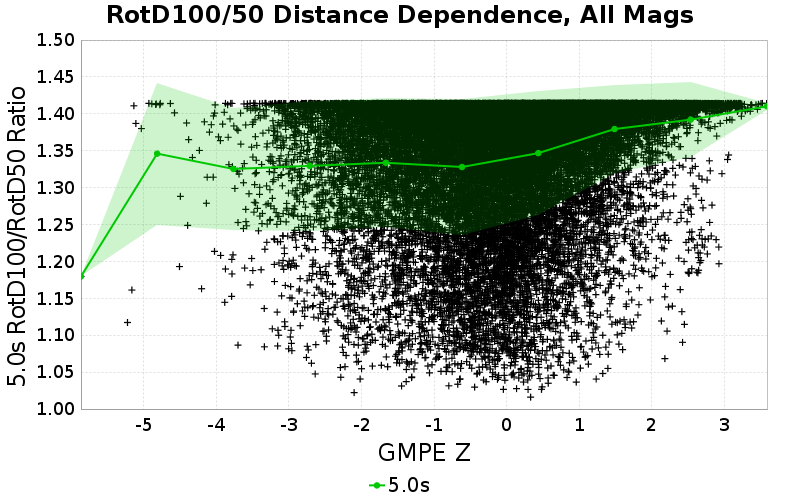 RotD100/50 Distance Dependence, All Mags
5.0s RotD100/RotD50 Ratio
1.50
1.45
1.40
1.35
1.30
1.25
1.20
1.15
1.10
1.05
1.00
-5 -4 -3 -2 -1 0 1 2 3
GMPE Z
5.0s